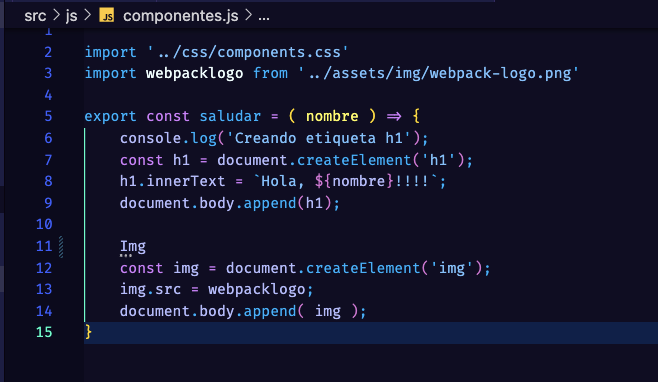 src > js > JS componentes.js > ...
1
2 import '../css/components.css'
3 import webpacklogo from '../assets/img/webpack-logo.png'
4
5 export const saludar = ( nombre ) => {
6 console.log('Creando etiqueta h1');
7 const h1 = document.createElement('h1');
8 h1.innerText = `Hola, ${nombre}!!!!`;
9 document.body.append(h1);
10
11 Img
12 const img = document.createElement('img');
13 img.src = webpacklogo;
14 document.body.append( img );
15 }